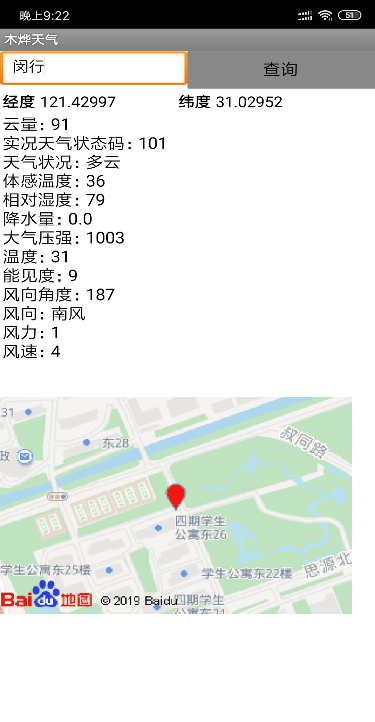 晚上9:22
51
木烨天气
闵行
查询
经度 121.42997 纬度 31.02952
云量: 91
实况天气状态码: 101
天气状况: 多云
体感温度: 36
相对湿度: 79
降水量: 0.0
大气压强: 1003
温度: 31
能见度: 9
风向角度: 187
风向: 南风
风力: 1
风速: 4
31
东28
叔同路
政
四期学生
公寓东26
学生公寓东25楼
学生公寓东22楼
思源北
Bai du 地图 © 2019 Baidu
四期学生
公寓东21